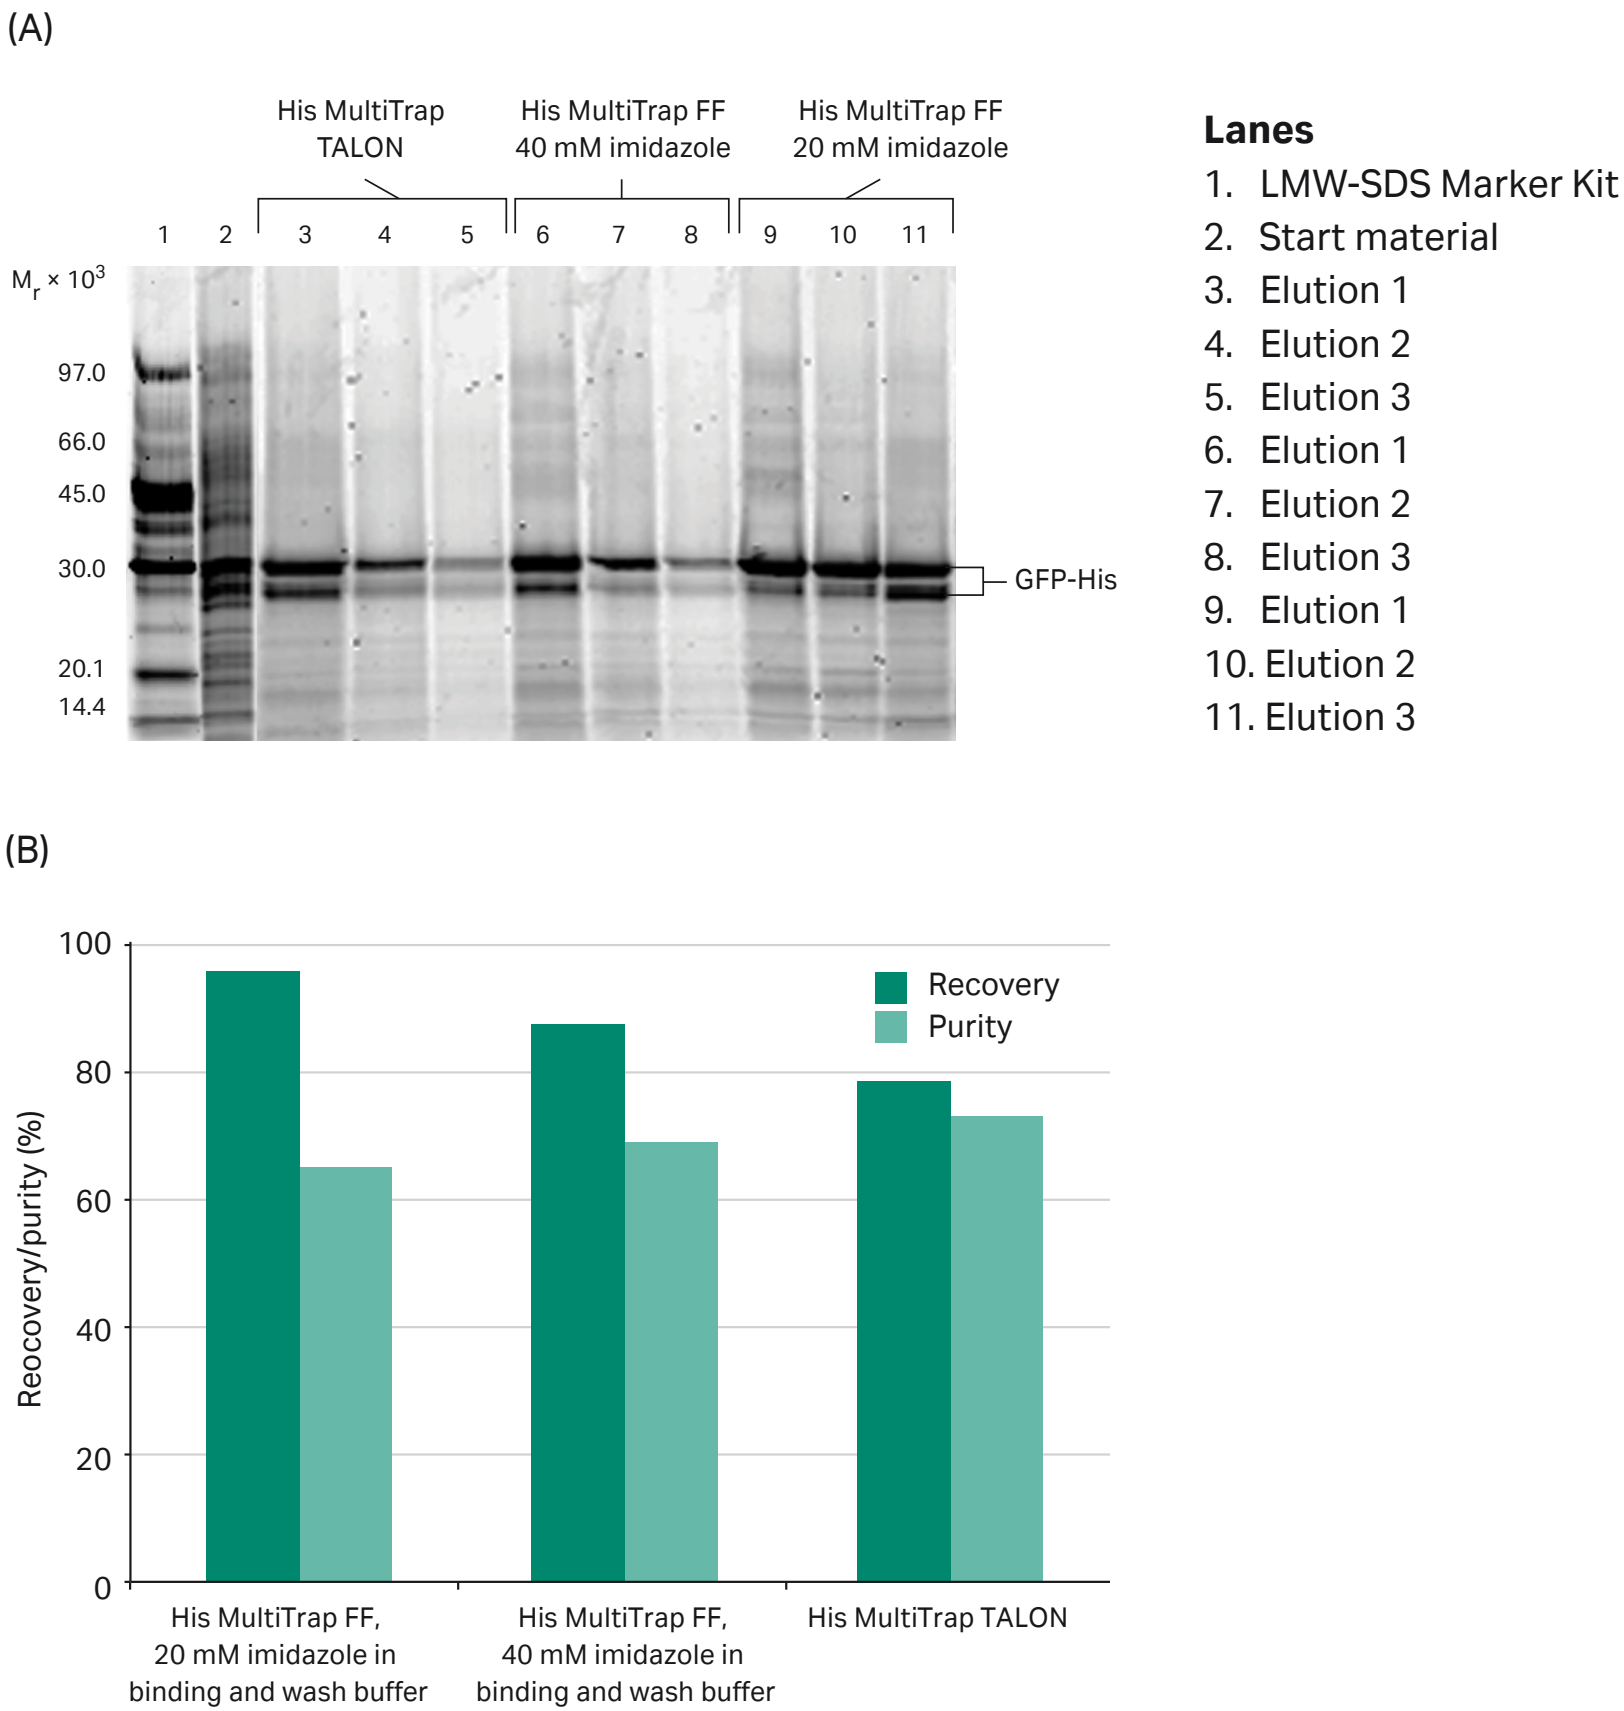 (A)
His MultiTrap
TALON
His MultiTrap FF
40 mM imidazole
His MultiTrap FF
20 mM imidazole
1 2 3 4 5 6 7 8 9 10 11
Mr × 10³
97.0
66.0
45.0
30.0
20.1
14.4
GFP-His
Lanes
1. LMW-SDS Marker Kit
2. Start material
3. Elution 1
4. Elution 2
5. Elution 3
6. Elution 1
7. Elution 2
8. Elution 3
9. Elution 1
10. Elution 2
11. Elution 3
(B)
Reocovery/purity (%)
100
80
60
40
20
0
Recovery
Purity
His MultiTrap FF,
20 mM imidazole in
binding and wash buffer
His MultiTrap FF,
40 mM imidazole in
binding and wash buffer
His MultiTrap TALON